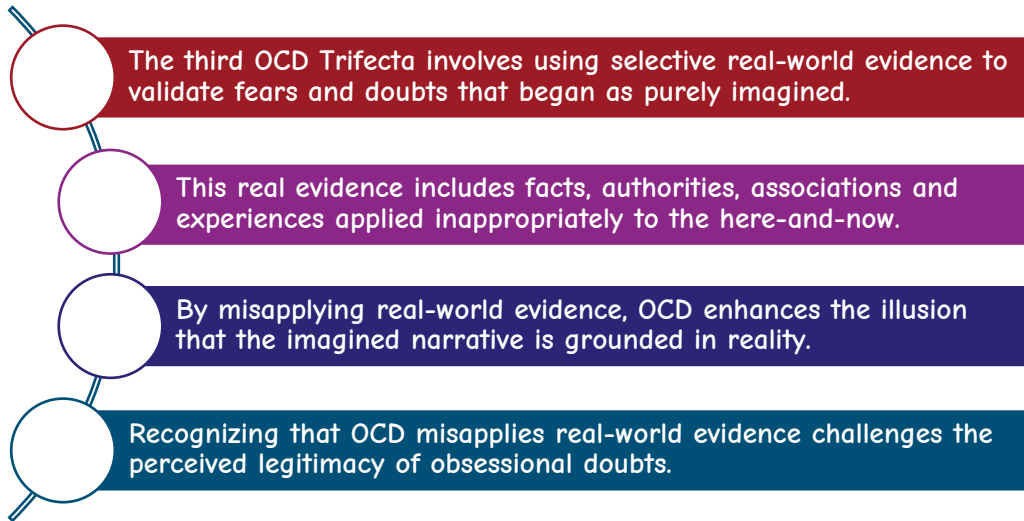 The third OCD Trifecta involves using selective real-world evidence to
validate fears and doubts that began as purely imagined.
This real evidence includes facts, authorities, associations and
experiences applied inappropriately to the here-and-now.
By misapplying real-world evidence, OCD enhances the illusion
that the imagined narrative is grounded in reality.
Recognizing that OCD misapplies real-world evidence challenges the
perceived legitimacy of obsessional doubts.